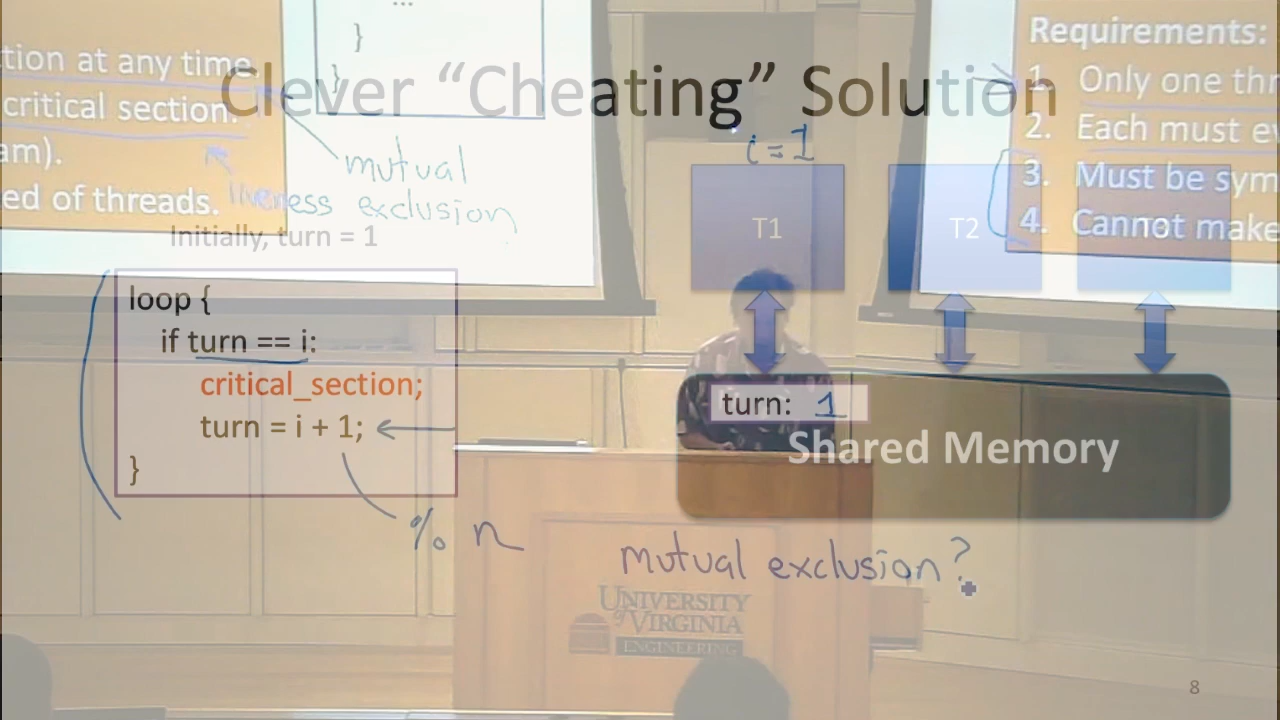 ...
}
}
tion at any time
critical section.
am).
ed of threads.
mutual
liveness exclusion
Requirements:
1. Only one thr
2. Each must ev
3. Must be sym
4. Cannot make
Clever “Cheating” Solution
Initially, turn = 1
loop {
if turn == i:
critical_section;
turn = i + 1;
}
% n
i = 1
T1
T2
turn: 1
Shared Memory
mutual exclusion?
UNIVERSITY
of VIRGINIA
ENGINEERING
8